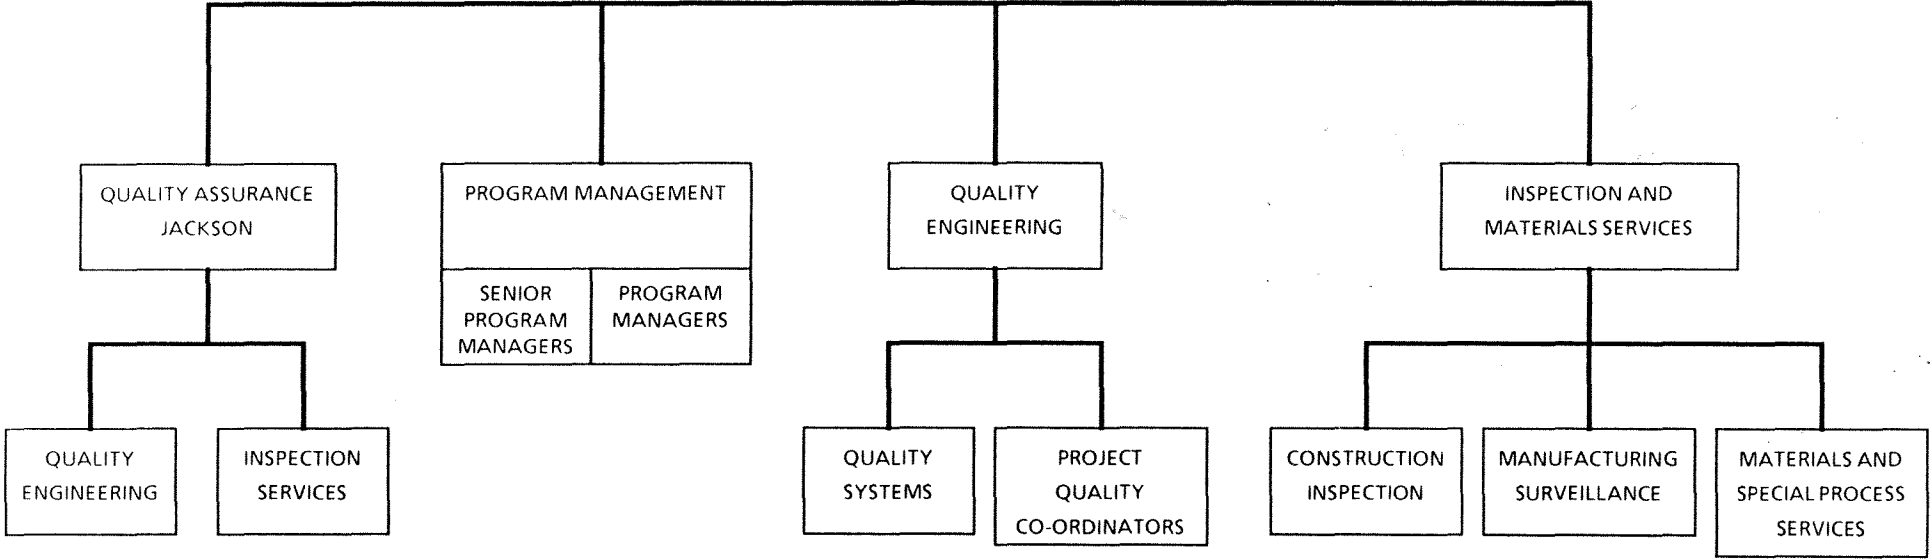 QUALITY ASSURANCE
JACKSON
PROGRAM MANAGEMENT
SENIOR
PROGRAM
MANAGERS
PROGRAM
MANAGERS
QUALITY
ENGINEERING
INSPECTION AND
MATERIALS SERVICES
QUALITY
ENGINEERING
INSPECTION
SERVICES
QUALITY
SYSTEMS
PROJECT
QUALITY
CO-ORDINATORS
CONSTRUCTION
INSPECTION
MANUFACTURING
SURVEILLANCE
MATERIALS AND
SPECIAL PROCESS
SERVICES